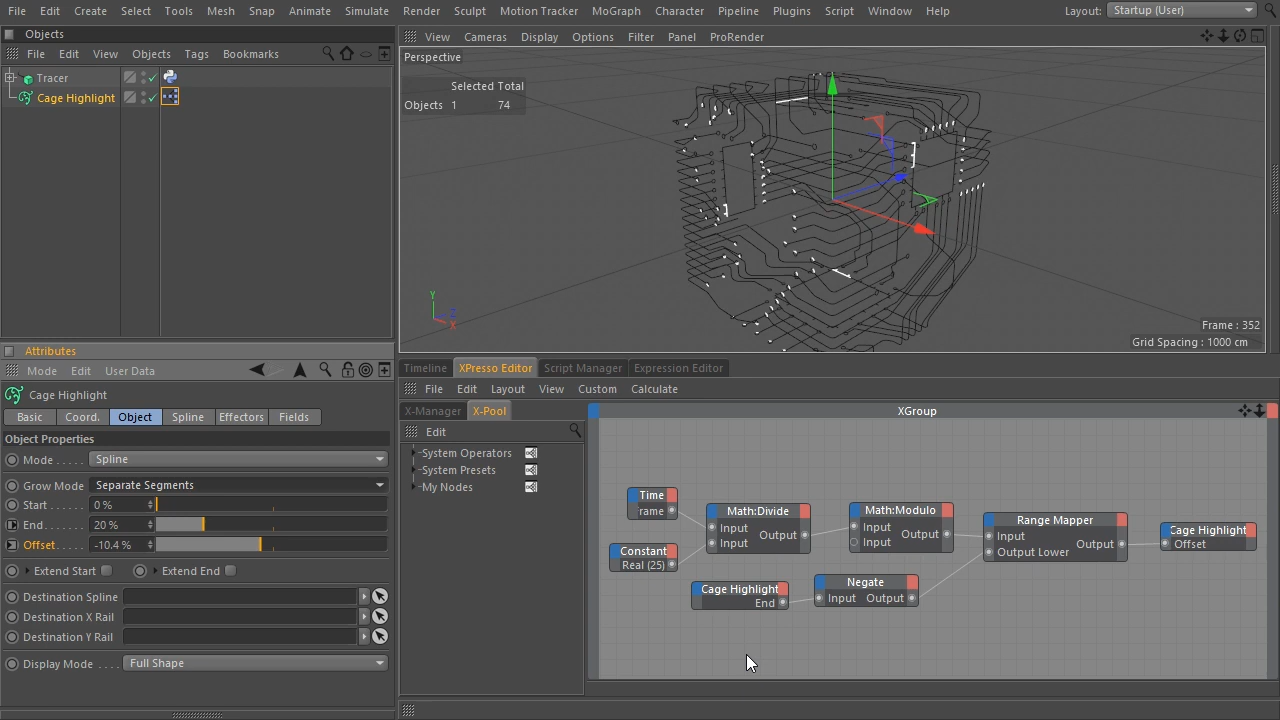 File Edit Create Select Tools Mesh Snap Animate Simulate Render Sculpt Motion Tracker MoGraph Character Pipeline Plugins Script Window Help Layout: Startup (User)
Objects
File Edit View Objects Tags Bookmarks
Tracer
Cage Highlight
View Cameras Display Options Filter Panel ProRender
Perspective
Selected Total
Objects 1 74
Y
Z
X
Frame : 352
Grid Spacing : 1000 cm
Attributes
Mode Edit User Data
Cage Highlight
Basic Coord. Object Spline Effectors Fields
Object Properties
Mode . . . . . Spline
Grow Mode Separate Segments
Start . . . . 0 %
End . . . . . 20 %
Offset . . . . -10.4 %
Extend Start Extend End
Destination Spline
Destination X Rail
Destination Y Rail
Display Mode . . . . Full Shape
Timeline XPresso Editor Script Manager Expression Editor
File Edit Layout View Custom Calculate
X-Manager X-Pool
Edit
System Operators
System Presets
My Nodes
XGroup
Time
rame
Constant
Real (25)
Math:Divide
Input
Output
Input
Math:Modulo
Input
Output
Input
Range Mapper
Input
Output
Output Lower
Cage Highlight
Offset
Cage Highlight
End
Negate
Input Output